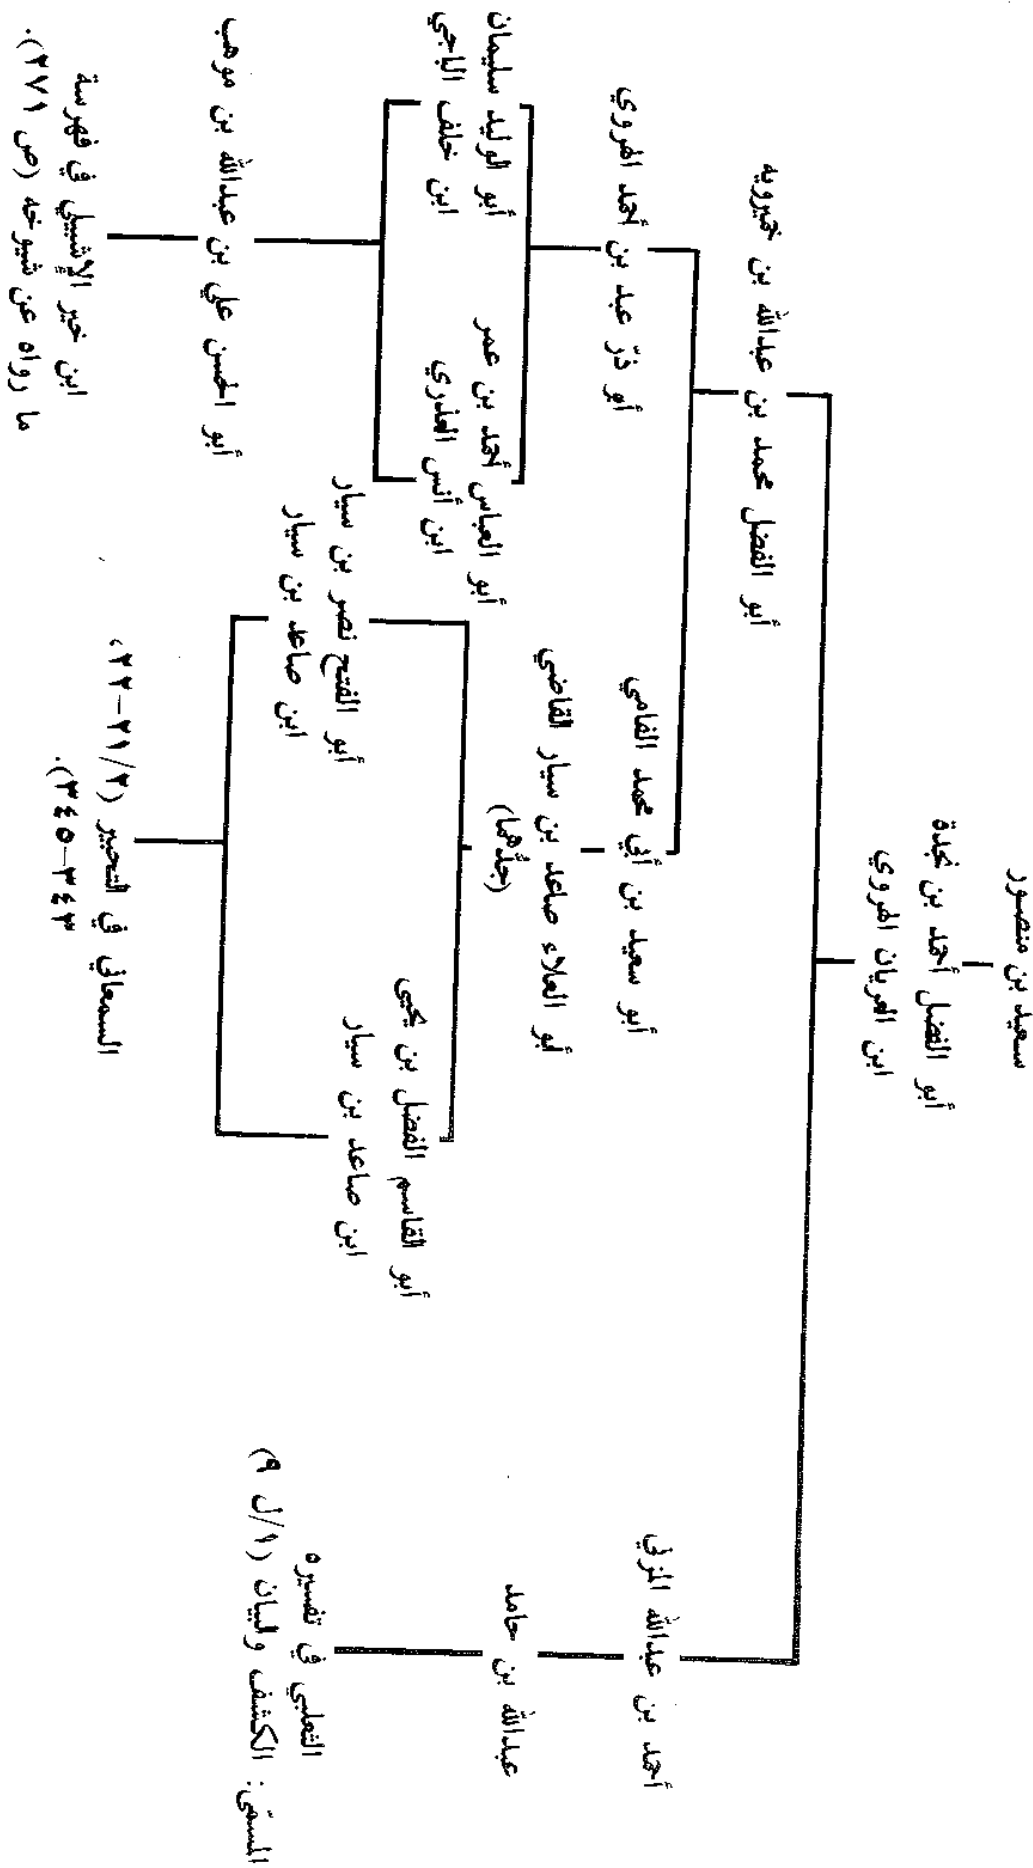 سعيد بن منصور
أبو الفضل أحمد بن نجدة
ابن العريان الهروي
أبو الفضل محمد بن عبدالله بن خميرويه
أحمد بن عبدالله المزني
أبو ذرّ عبد بن أحمد الهروي
أبو سعيد بن أبي محمد الفامي
عبدالله بن حامد
أبو الوليد سليمان
ابن خلف الباجي
أبو العباس أحمد بن عمر
ابن أنس العذري
أبو العلاء صاعد بن سيار القاضي
(جدُّهما)
الثعلبي في تفسيره
المسمّى: الكشف ولبيان (١/ل ٩)
أبو الحسن علي بن عبدالله بن موهب
أبو الفتح نصر بن سيار
ابن صاعد بن سيار
أبو القاسم الفضل بن يحيى
ابن صاعد بن سيار
ابن خير الإشبيلي في فهرسة
ما رواه عن شيوخه (ص ٢٧١).
السمعاني في التحبير (٢/٢١-٢٢،
٣٤٣-٣٤٥).